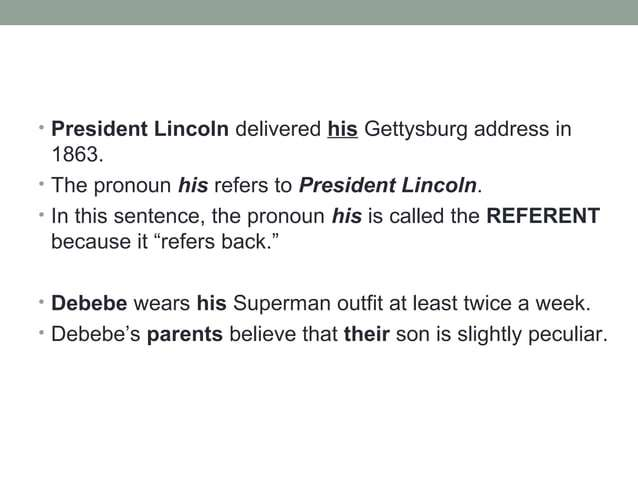 • President Lincoln delivered his Gettysburg address in
1863.
• The pronoun his refers to President Lincoln.
• In this sentence, the pronoun his is called the REFERENT
because it “refers back.”
• Debebe wears his Superman outfit at least twice a week.
• Debebe’s parents believe that their son is slightly peculiar.